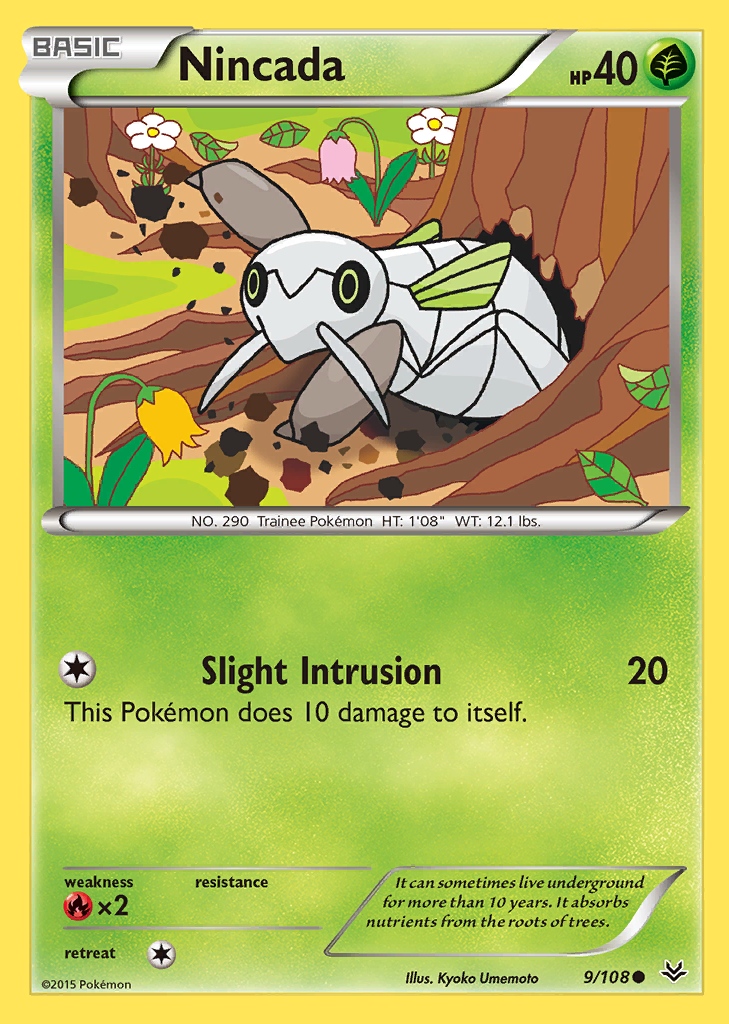 BASIC
Nincada
HP 40
NO. 290 Trainee Pokémon HT: 1'08" WT: 12.1 lbs.
Slight Intrusion 20
This Pokémon does 10 damage to itself.
weakness resistance
×2
It can sometimes live underground
for more than 10 years. It absorbs
nutrients from the roots of trees.
retreat
©2015 Pokémon
Illus. Kyoko Umemoto
9/108